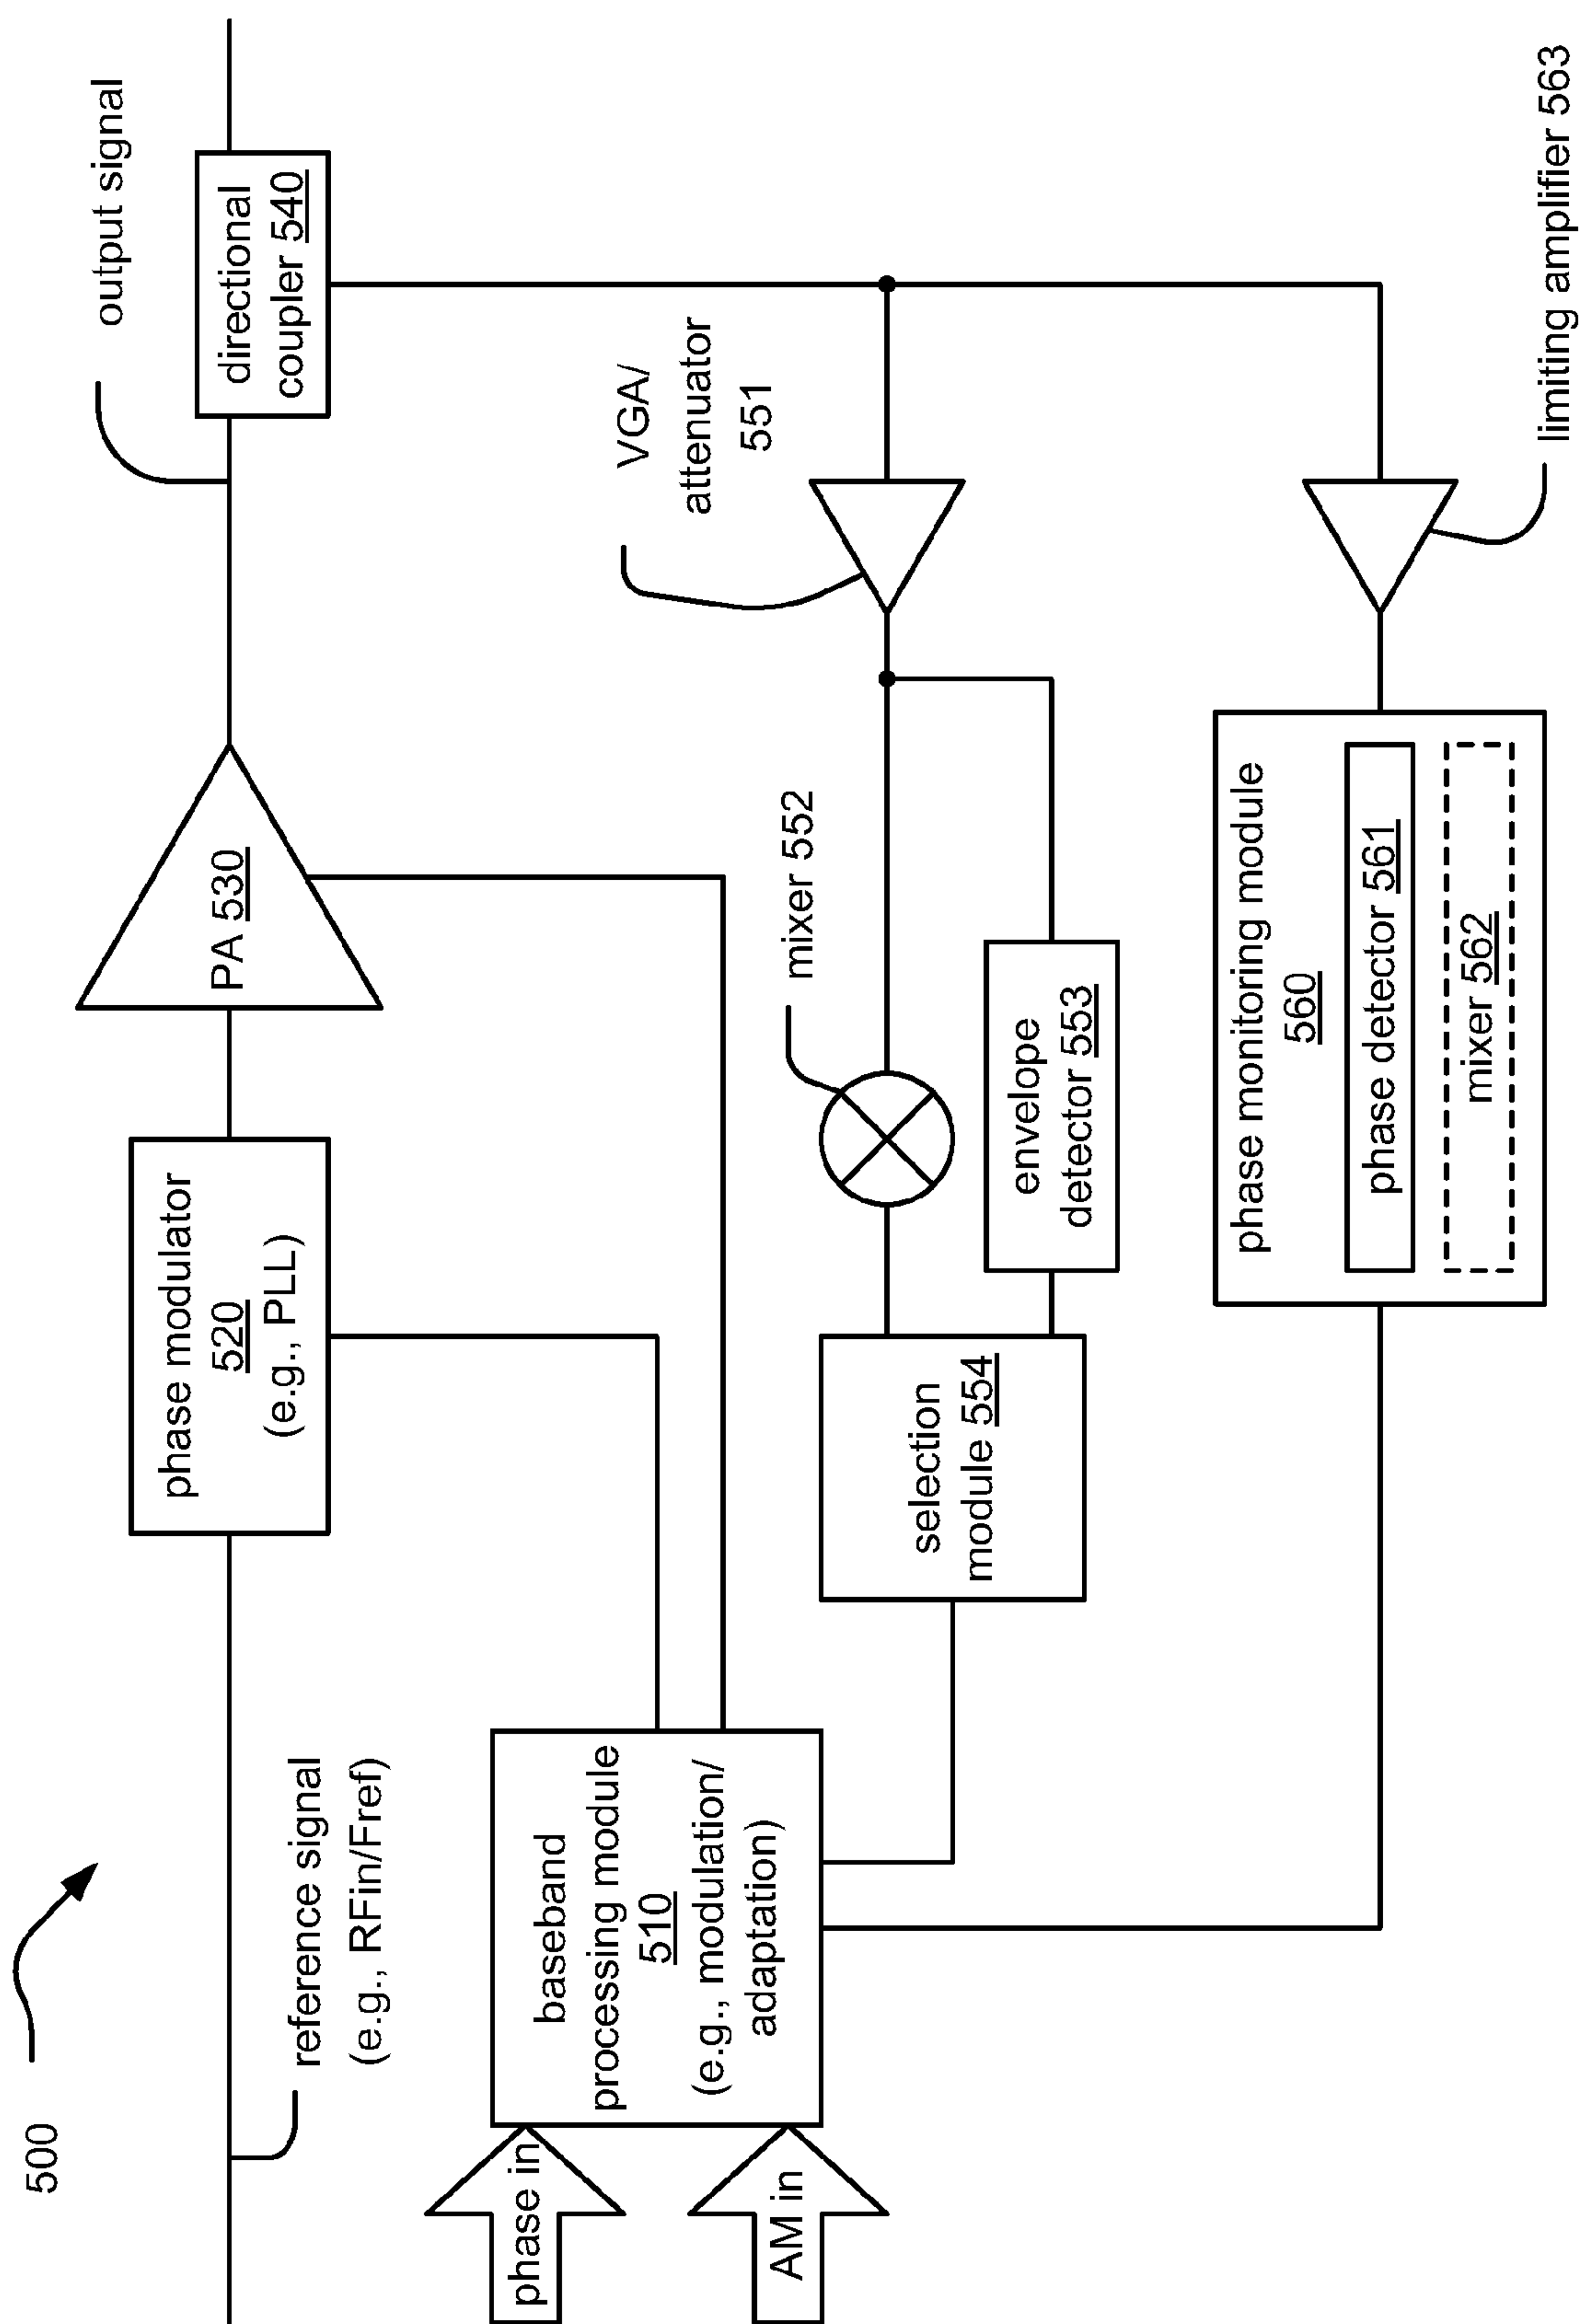 500
reference signal
(e.g., RFin/Fref)
phase modulator
520
(e.g., PLL)
PA 530
output signal
directional
coupler 540
phase in
AM in
baseband
processing module
510
(e.g., modulation/
adaptation)
VGA/
attenuator
551
mixer 552
selection
module 554
envelope
detector 553
phase monitoring module
560
phase detector 561
mixer 562
limiting amplifier 563